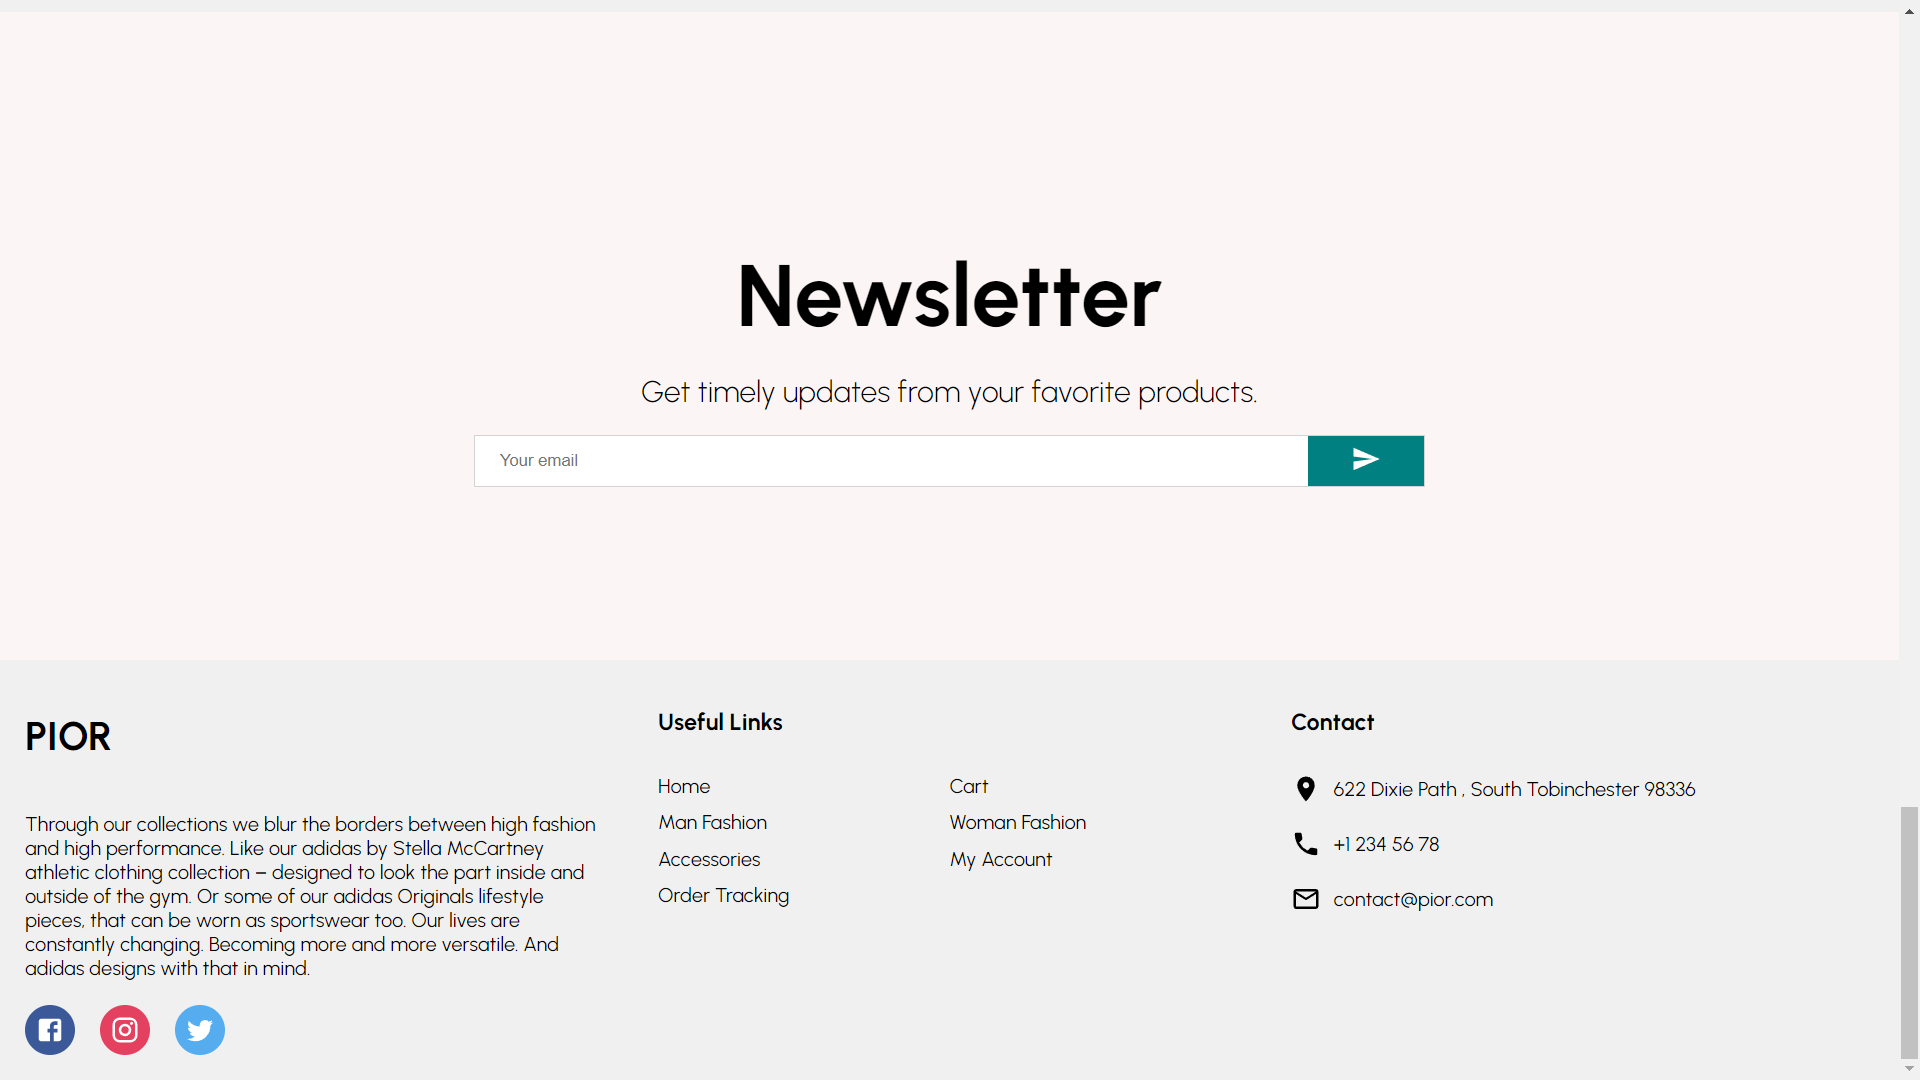 Newsletter
Get timely updates from your favorite products.
Your email
PIOR
Through our collections we blur the borders between high fashion
and high performance. Like our adidas by Stella McCartney
athletic clothing collection – designed to look the part inside and
outside of the gym. Or some of our adidas Originals lifestyle
pieces, that can be worn as sportswear too. Our lives are
constantly changing. Becoming more and more versatile. And
adidas designs with that in mind.
Useful Links
Home
Cart
Man Fashion
Woman Fashion
Accessories
My Account
Order Tracking
Contact
622 Dixie Path , South Tobinchester 98336
+1 234 56 78
contact@pior.com